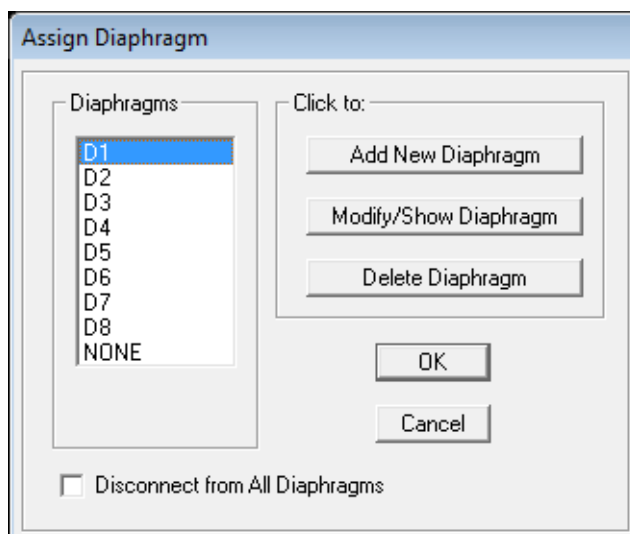 Assign Diaphragm
Diaphragms
D1
D2
D3
D4
D5
D6
D7
D8
NONE
Click to:
Add New Diaphragm
Modify/Show Diaphragm
Delete Diaphragm
OK
Cancel
Disconnect from All Diaphragms